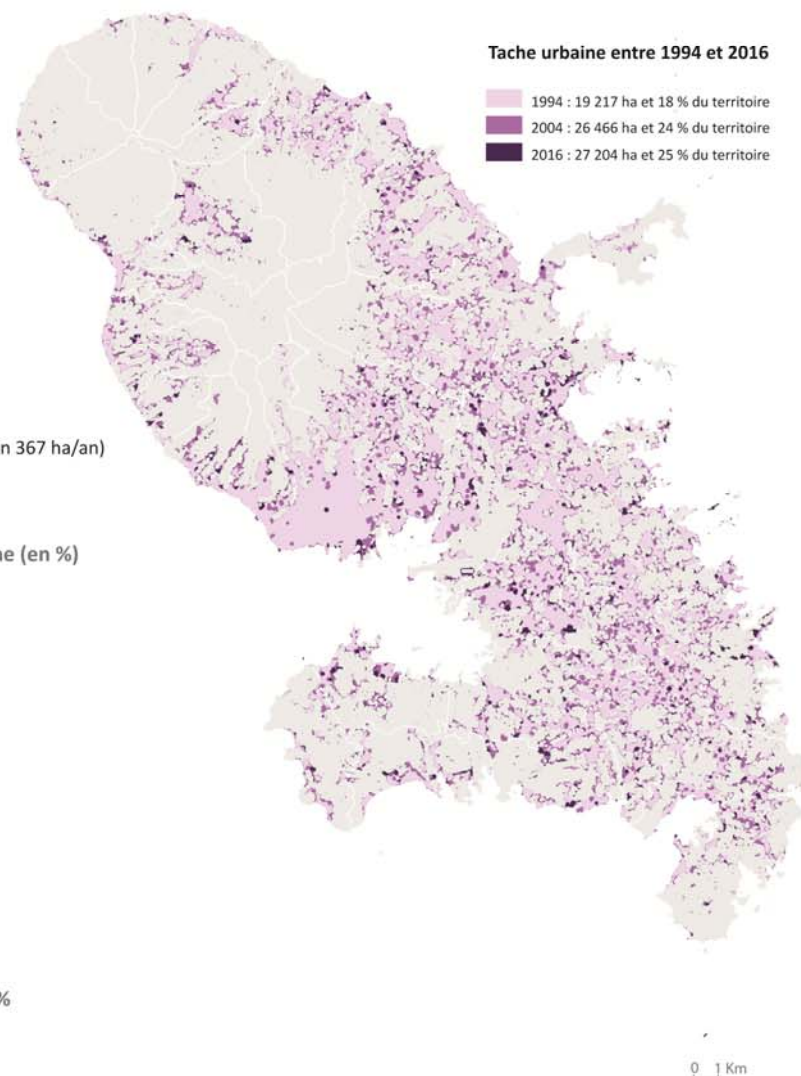 Tache urbaine entre 1994 et 2016
1994 : 19 217 ha et 18 % du territoire
2004 : 26 466 ha et 24 % du territoire
2016 : 27 204 ha et 25 % du territoire
n 367 ha/an)
ne (en %)
%
0 1 Km